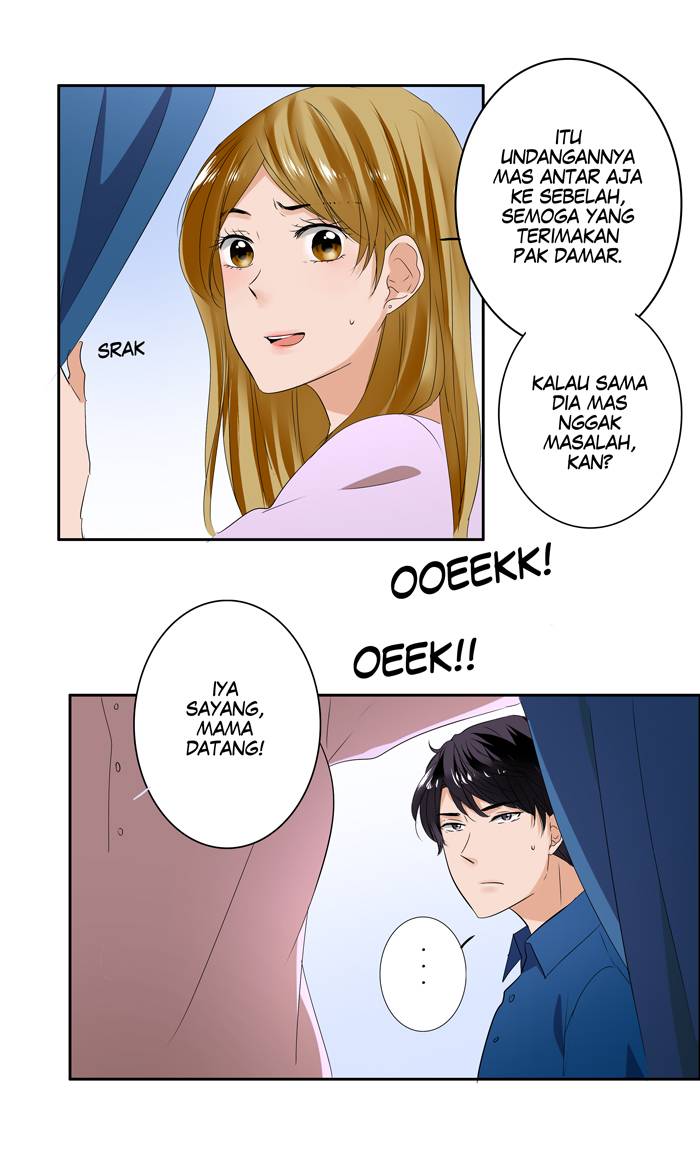 ITU
UNDANGANNYA
MAS ANTAR AJA
KE SEBELAH,
SEMOGA YANG
TERIMAKAN
PAK DAMAR.
SRAK
KALAU SAMA
DIA MAS
NGGAK
MASALAH,
KAN?
OOEEKK!
OEEK!!
IYA
SAYANG,
MAMA
DATANG!
...